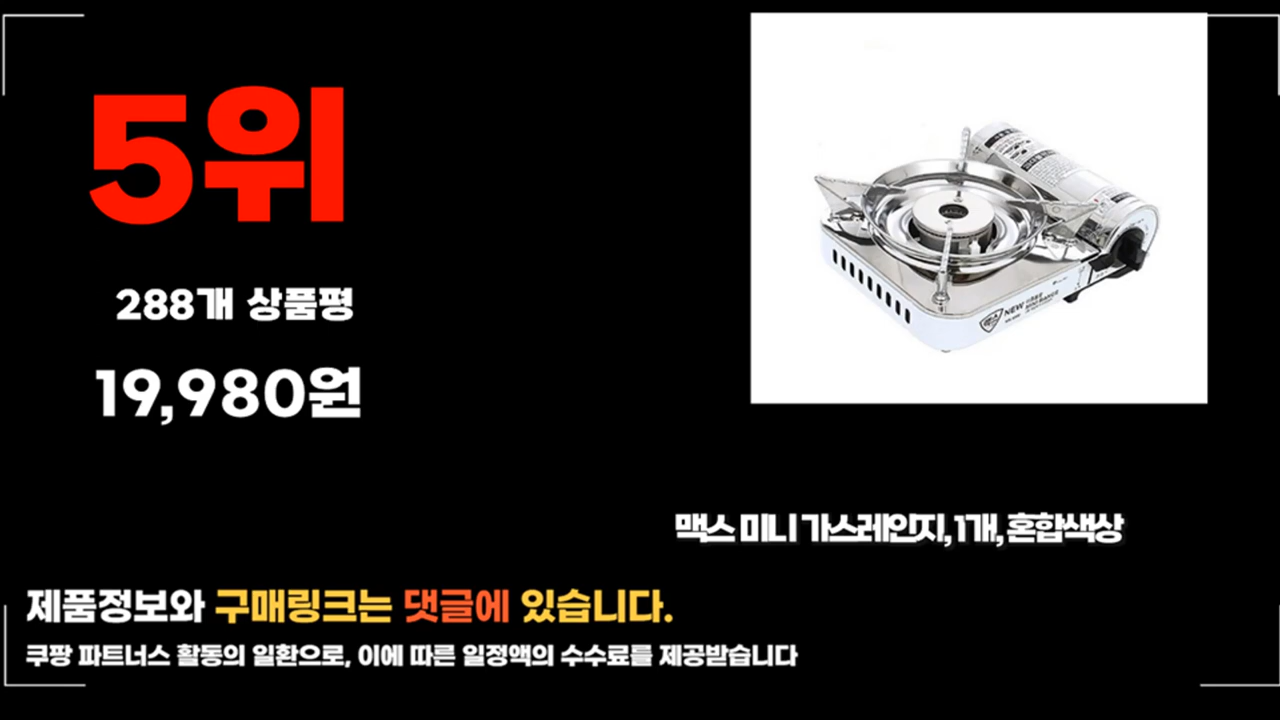 5위
288개 상품평
19,980원
NEW
맥스 미니 가스레인지, 1개, 혼합색상
제품정보와 구매링크는 댓글에 있습니다.
쿠팡 파트너스 활동의 일환으로, 이에 따른 일정액의 수수료를 제공받습니다